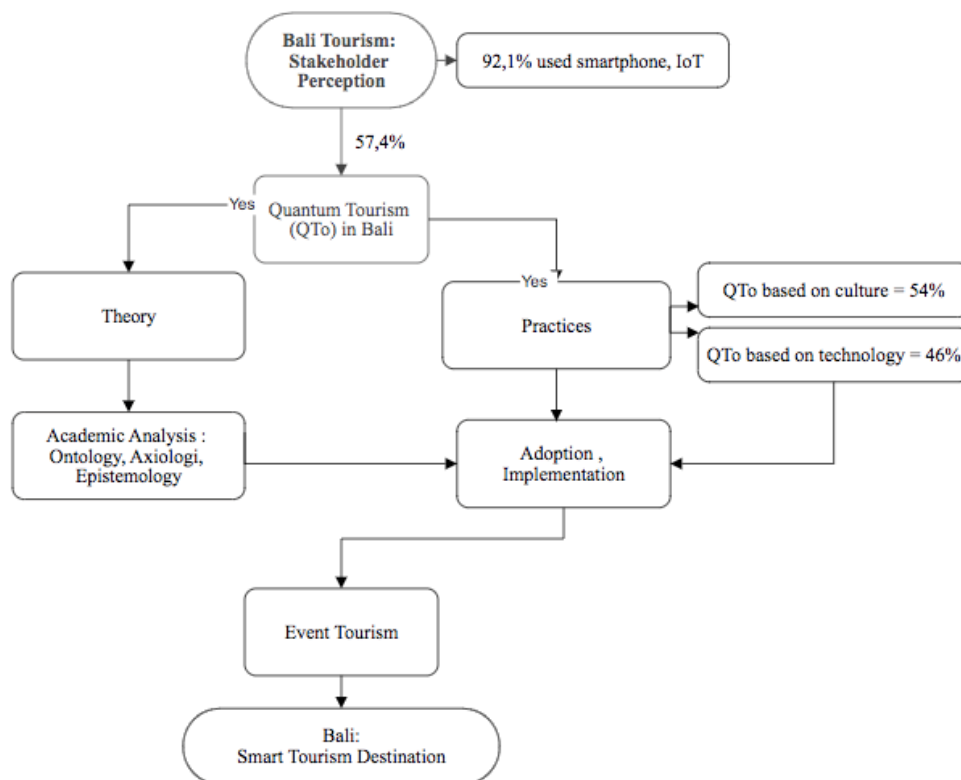 Bali Tourism:
Stakeholder
Perception
92,1% used smartphone, IoT
57,4%
Yes
Quantum Tourism
(QTo) in Bali
Yes
Theory
Practices
QTo based on culture = 54%
QTo based on technology = 46%
Academic Analysis :
Ontology, Axiologi,
Epistemology
Adoption ,
Implementation
Event Tourism
Bali:
Smart Tourism Destination